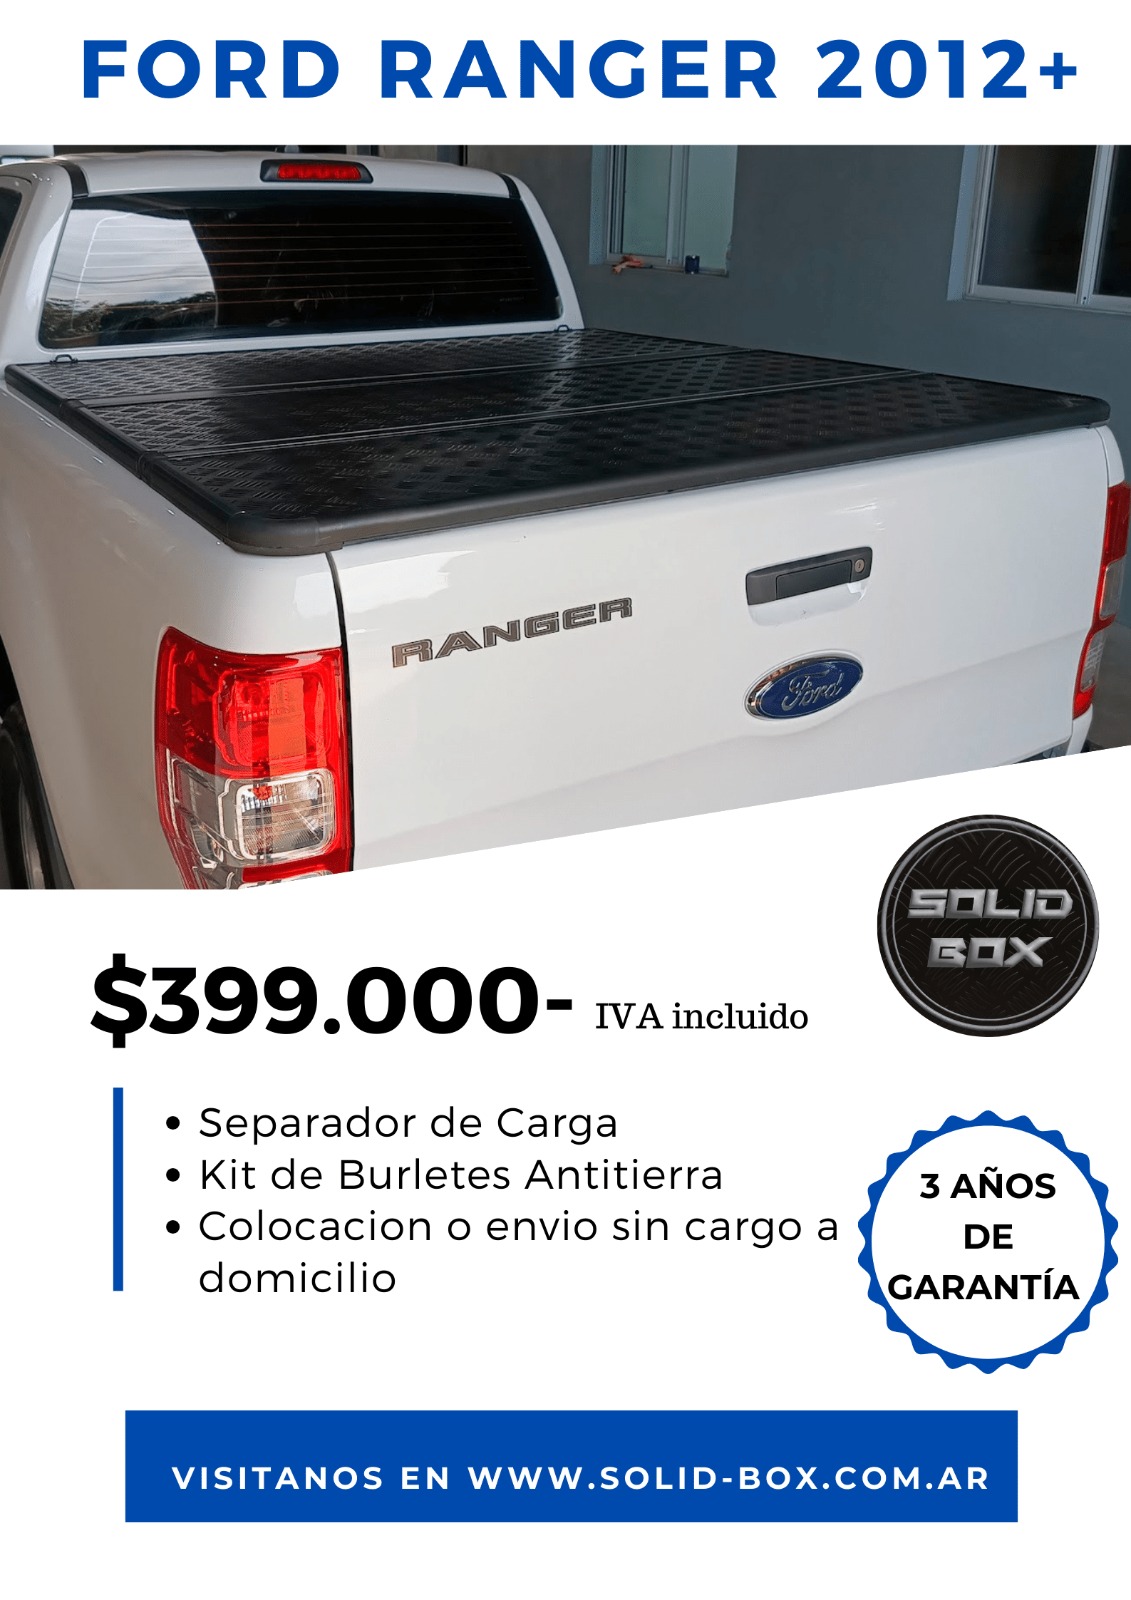 FORD RANGER 2012+
RANGER
Ford
SOLID
BOX
$399.000- IVA incluido
• Separador de Carga
• Kit de Burletes Antitierra
• Colocacion o envio sin cargo a
domicilio
3 AÑOS
DE
GARANTÍA
VISITANOS EN WWW.SOLID-BOX.COM.AR